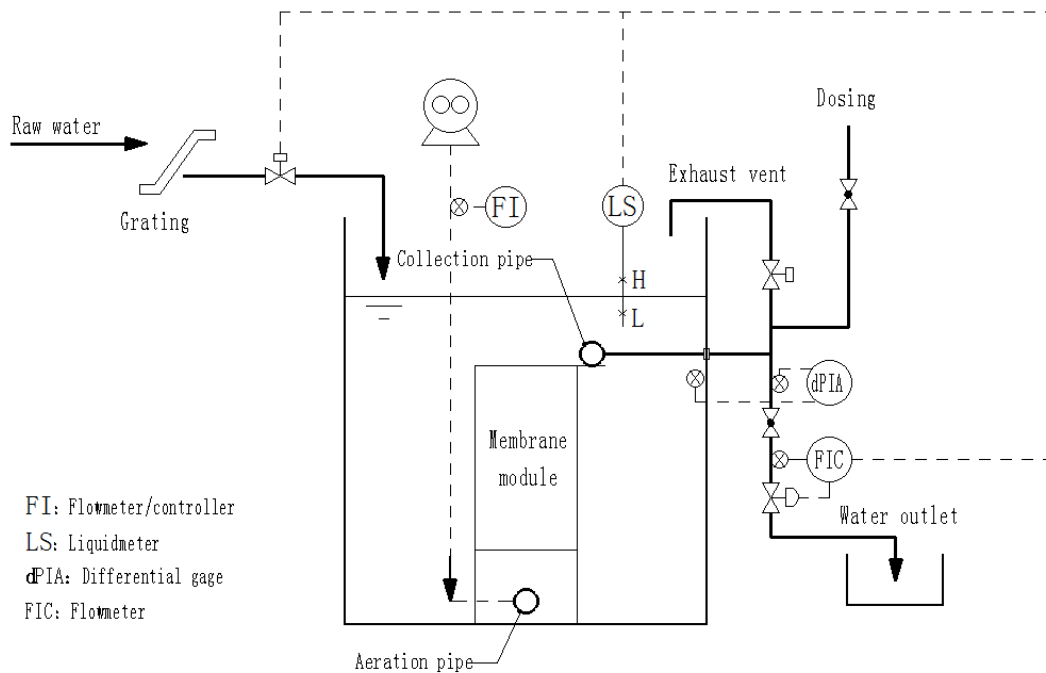 Dosing
Raw water
Exhaust vent
FI
LS
Grating
Collection pipe
H
L
dPIA
Membrane
module
FIC
FI: Flowmeter/controller
Water outlet
LS: Liquidmeter
dPIA: Differential gage
FIC: Flowmeter
Aeration pipe